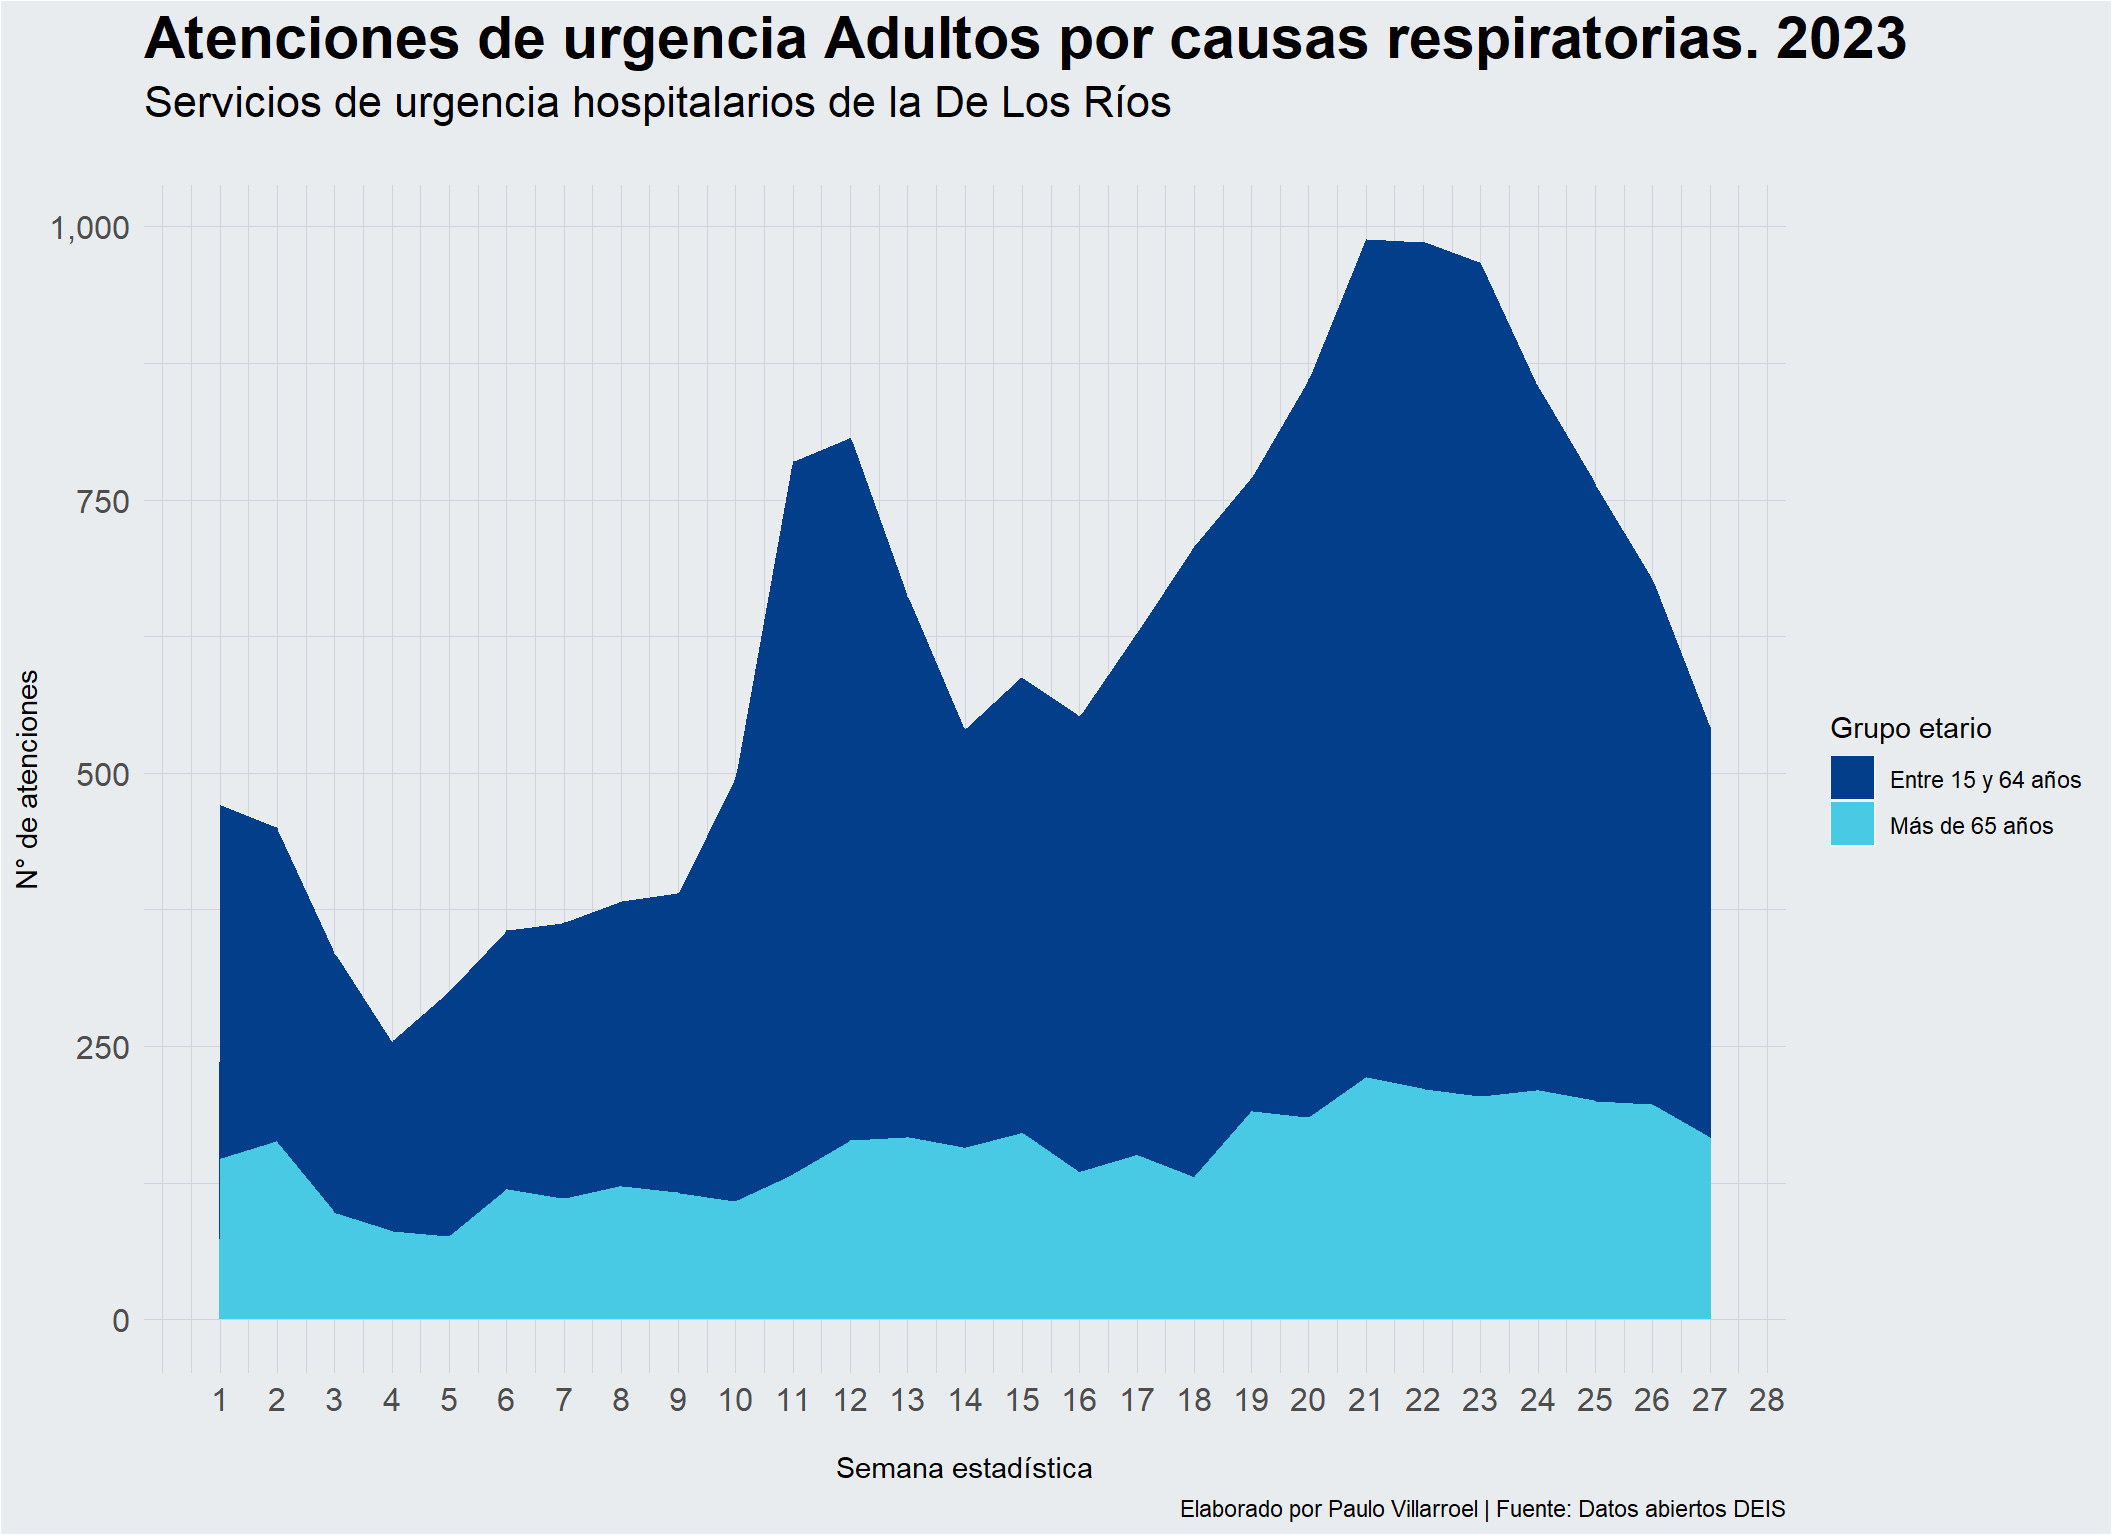 Atenciones de urgencia Adultos por causas respiratorias. 2023
Servicios de urgencia hospitalarios de la De Los Ríos
1,000
750
500
250
0
N° de atenciones
1 2 3 4 5 6 7 8 9 10 11 12 13 14 15 16 17 18 19 20 21 22 23 24 25 26 27 28
Semana estadística
Grupo etario
Entre 15 y 64 años
Más de 65 años
Elaborado por Paulo Villarroel | Fuente: Datos abiertos DEIS